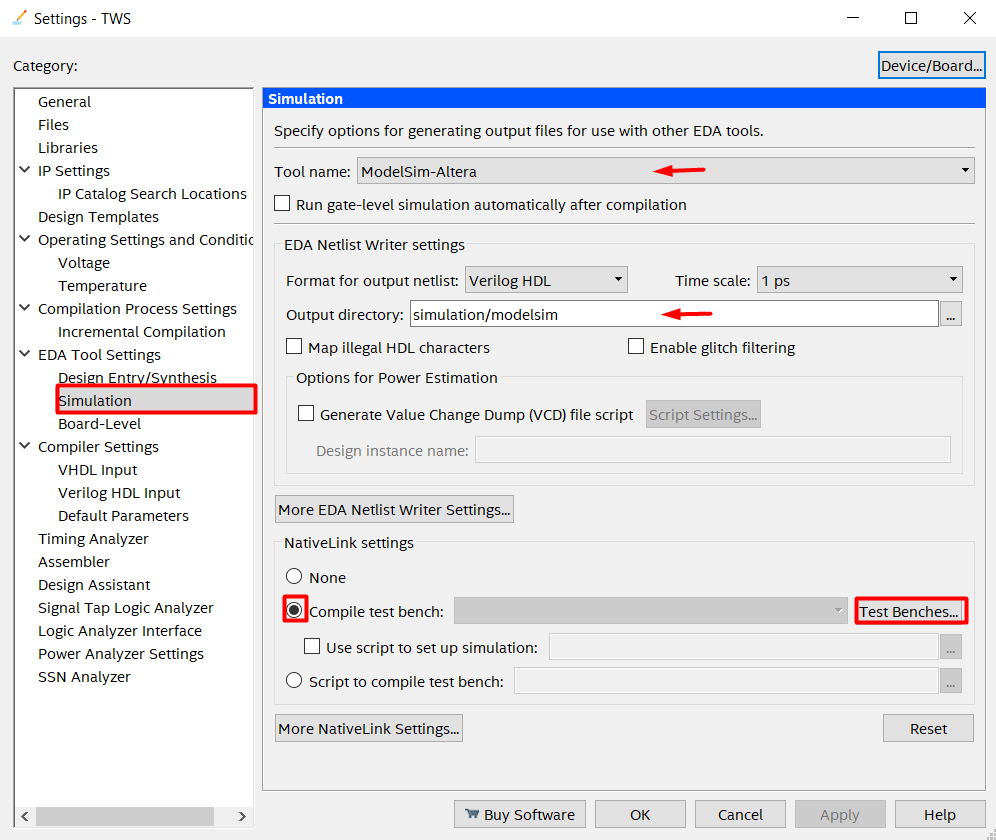 Settings - TWS
Category:
Device/Board...
General
Files
Libraries
IP Settings
IP Catalog Search Locations
Design Templates
Operating Settings and Conditic
Voltage
Temperature
Compilation Process Settings
Incremental Compilation
EDA Tool Settings
Design Entry/Synthesis
Simulation
Board-Level
Compiler Settings
VHDL Input
Verilog HDL Input
Default Parameters
Timing Analyzer
Assembler
Design Assistant
Signal Tap Logic Analyzer
Logic Analyzer Interface
Power Analyzer Settings
SSN Analyzer
Simulation
Specify options for generating output files for use with other EDA tools.
Tool name: ModelSim-Altera
Run gate-level simulation automatically after compilation
EDA Netlist Writer settings
Format for output netlist: Verilog HDL Time scale: 1 ps
Output directory: simulation/modelsim ...
Map illegal HDL characters Enable glitch filtering
Options for Power Estimation
Generate Value Change Dump (VCD) file script Script Settings...
Design instance name:
More EDA Netlist Writer Settings...
NativeLink settings
None
Compile test bench: Test Benches...
Use script to set up simulation: ...
Script to compile test bench: ...
More NativeLink Settings... Reset
Buy Software OK Cancel Apply Help